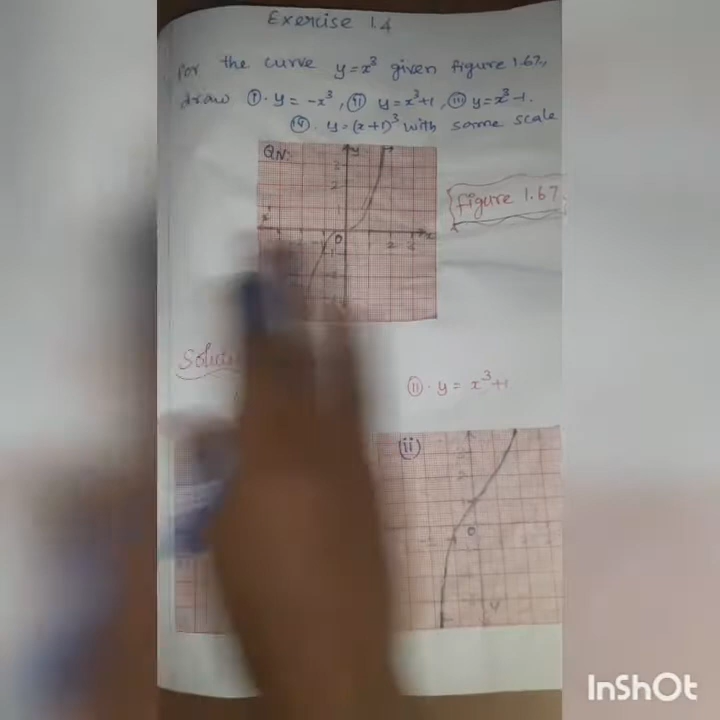 Exercise 1.4
For the curve y=x³ given figure 1.67,
draw (i). y = -x³, (ii) y=x³+1, (iii) y=x³-1.
(iv). y=(x+1)³ with same scale
QN:
figure 1.67.
(ii). y = x³+1
(ii)
InShOt